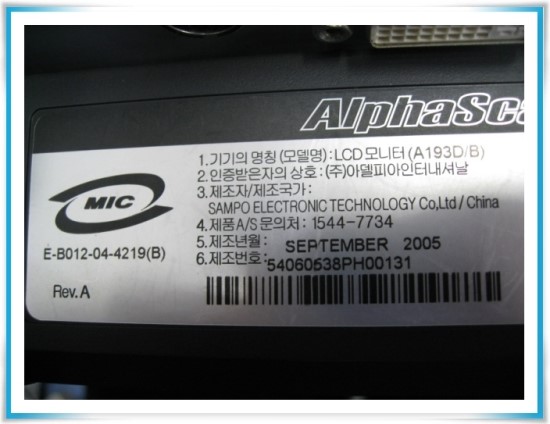 AlphaSca
MIC
E-B012-04-4219(B)
Rev.A
1.기기의 명칭 (모델명) : LCD 모니터 (A193D/B)
2.인증받은자의 상호 : (주)아델피아인터내셔날
3.제조자/제조국가 :
SAMPO ELECTRONIC TECHNOLOGY Co,Ltd / China
4.제품 A/S 문의처 : 1544-7734
5.제조년월 : SEPTEMBER 2005
6.제조번호: 54060638PH00131